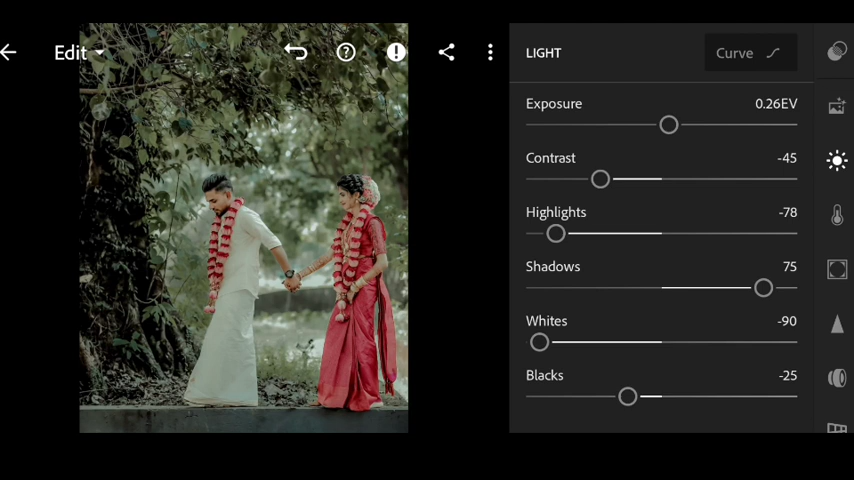 Edit
LIGHT
Curve
Exposure 0.26EV
Contrast -45
Highlights -78
Shadows 75
Whites -90
Blacks -25